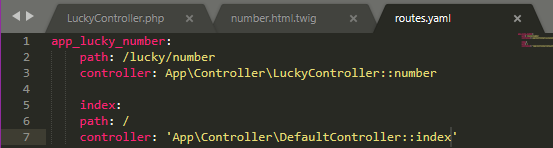 LuckyController.php number.html.twig routes.yaml
1 app_lucky_number:
2 path: /lucky/number
3 controller: App\Controller\LuckyController::number
4
5 index:
6 path: /
7 controller: 'App\Controller\DefaultController::index'